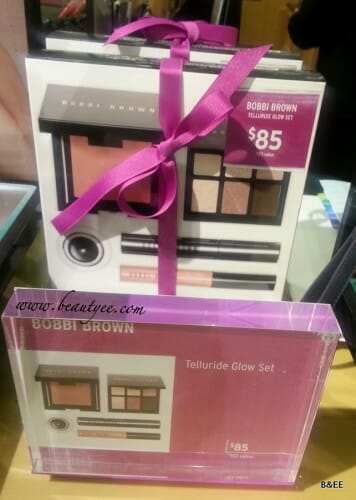 BOBBI BROWN
BOBBI BROWN
TELLURIDE GLOW SET
$85
www.beautyee.com
BOBBI BROWN
Telluride Glow Set
$85
B&EE